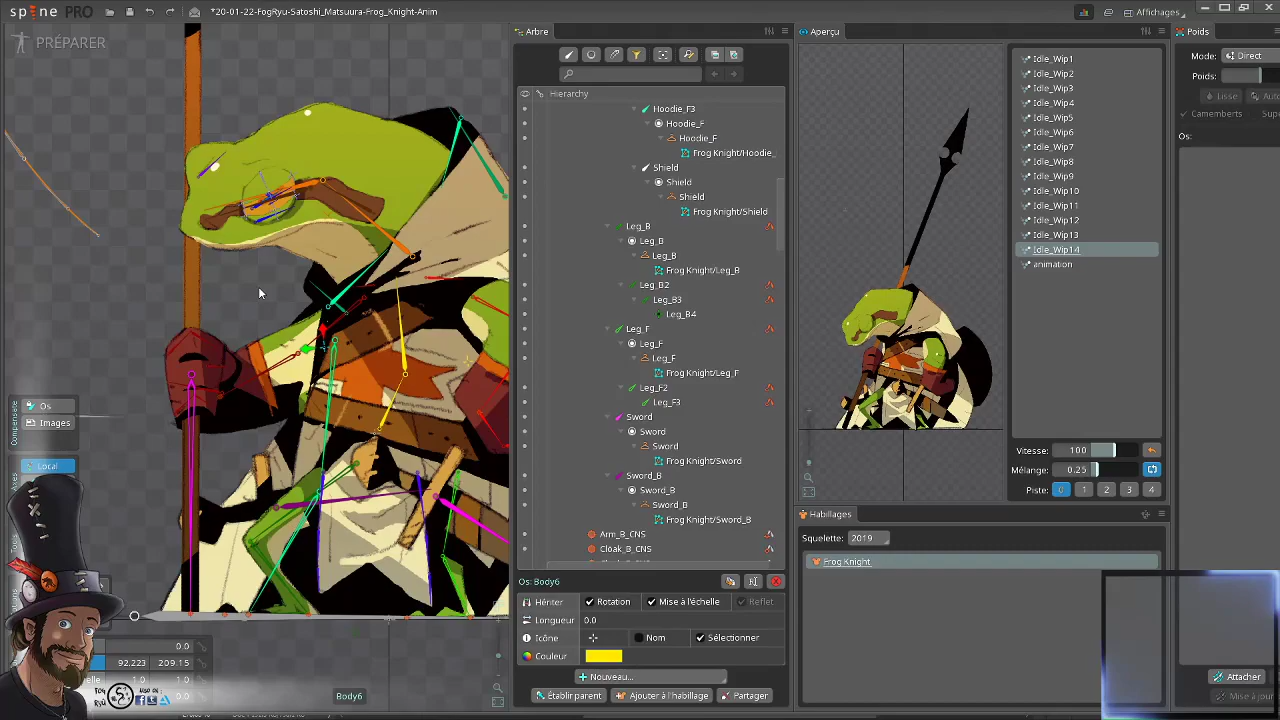 spine PRO
*20-01-22-FogRyu-Satoshi_Matsuura-Frog_Knight-Anim
Affichages
PRÉPARER
Arbre
Hierarchy
Hoodie_F3
Hoodie_F
Hoodie_F
Frog Knight/Hoodie_
Shield
Shield
Shield
Frog Knight/Shield
Leg_B
Leg_B
Leg_B
Frog Knight/Leg_B
Leg_B2
Leg_B3
Leg_B4
Leg_F
Leg_F
Leg_F
Frog Knight/Leg_F
Leg_F2
Leg_F3
Sword
Sword
Sword
Frog Knight/Sword
Sword_B
Sword_B
Sword_B
Frog Knight/Sword_B
Arm_B_CNS
Cloak_B_CNS
Os: Body6
Hériter
Rotation
Mise à l'échelle
Reflet
Longueur
0.0
Icône
Nom
Sélectionner
Couleur
Nouveau...
Établir parent
Ajouter à l'habillage
Partager
Aperçu
Idle_Wip1
Idle_Wip2
Idle_Wip3
Idle_Wip4
Idle_Wip5
Idle_Wip6
Idle_Wip7
Idle_Wip8
Idle_Wip9
Idle_Wip10
Idle_Wip11
Idle_Wip12
Idle_Wip13
Idle_Wip14
animation
Vitesse:
100
Mélange:
0.25
Piste:
0 1 2 3 4
Habillages
Squelette:
2019
Frog Knight
Poids
Mode:
Direct
Poids:
Lisse
Camemberts
Os:
Attacher
Compensate
Os
Images
Local
0.0
92.223
209.15
1.0
1.0
0.0
Body6